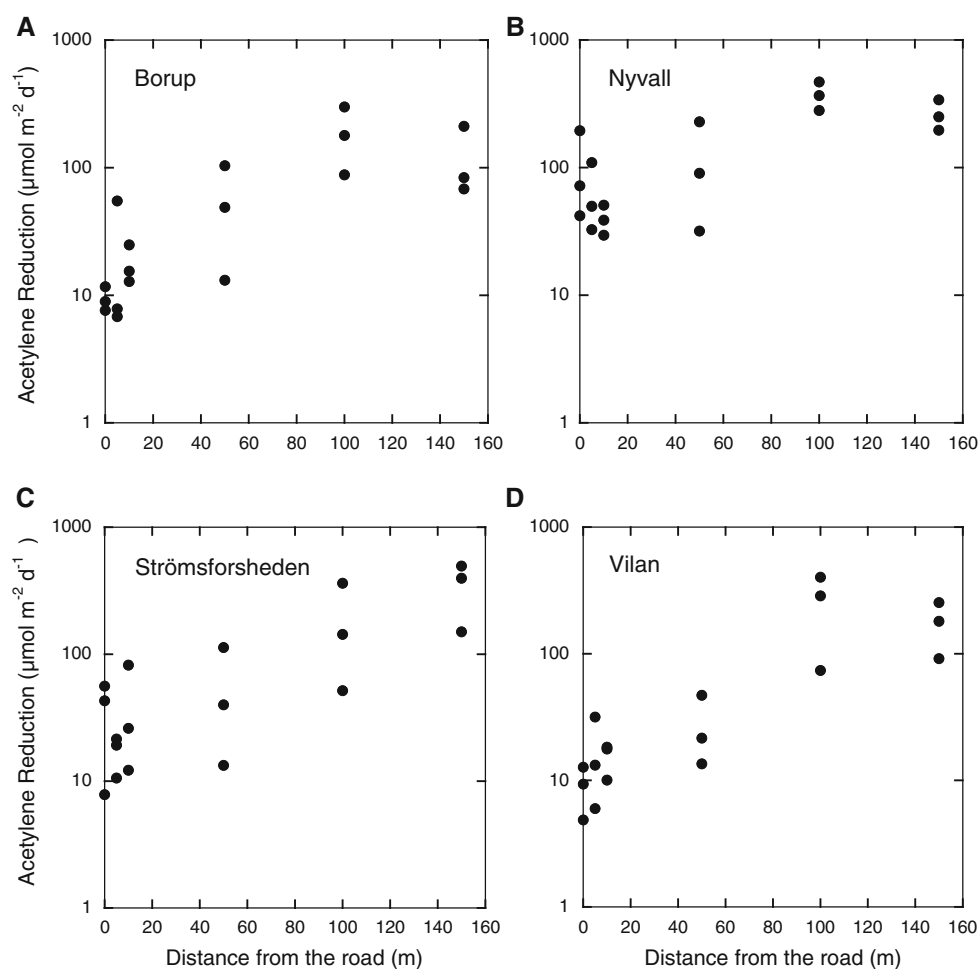 A
B
1000
1000
Borup
Nyvall
100
100
10
10
1
1
0 20 40 60 80 100 120 140 160
0 20 40 60 80 100 120 140 160
Acetylene Reduction (µmol m-2 d-1)
C
D
1000
1000
Strömsforsheden
Vilan
100
100
10
10
1
1
0 20 40 60 80 100 120 140 160
0 20 40 60 80 100 120 140 160
Acetylene Reduction (µmol m-2 d-1 )
Distance from the road (m)
Distance from the road (m)